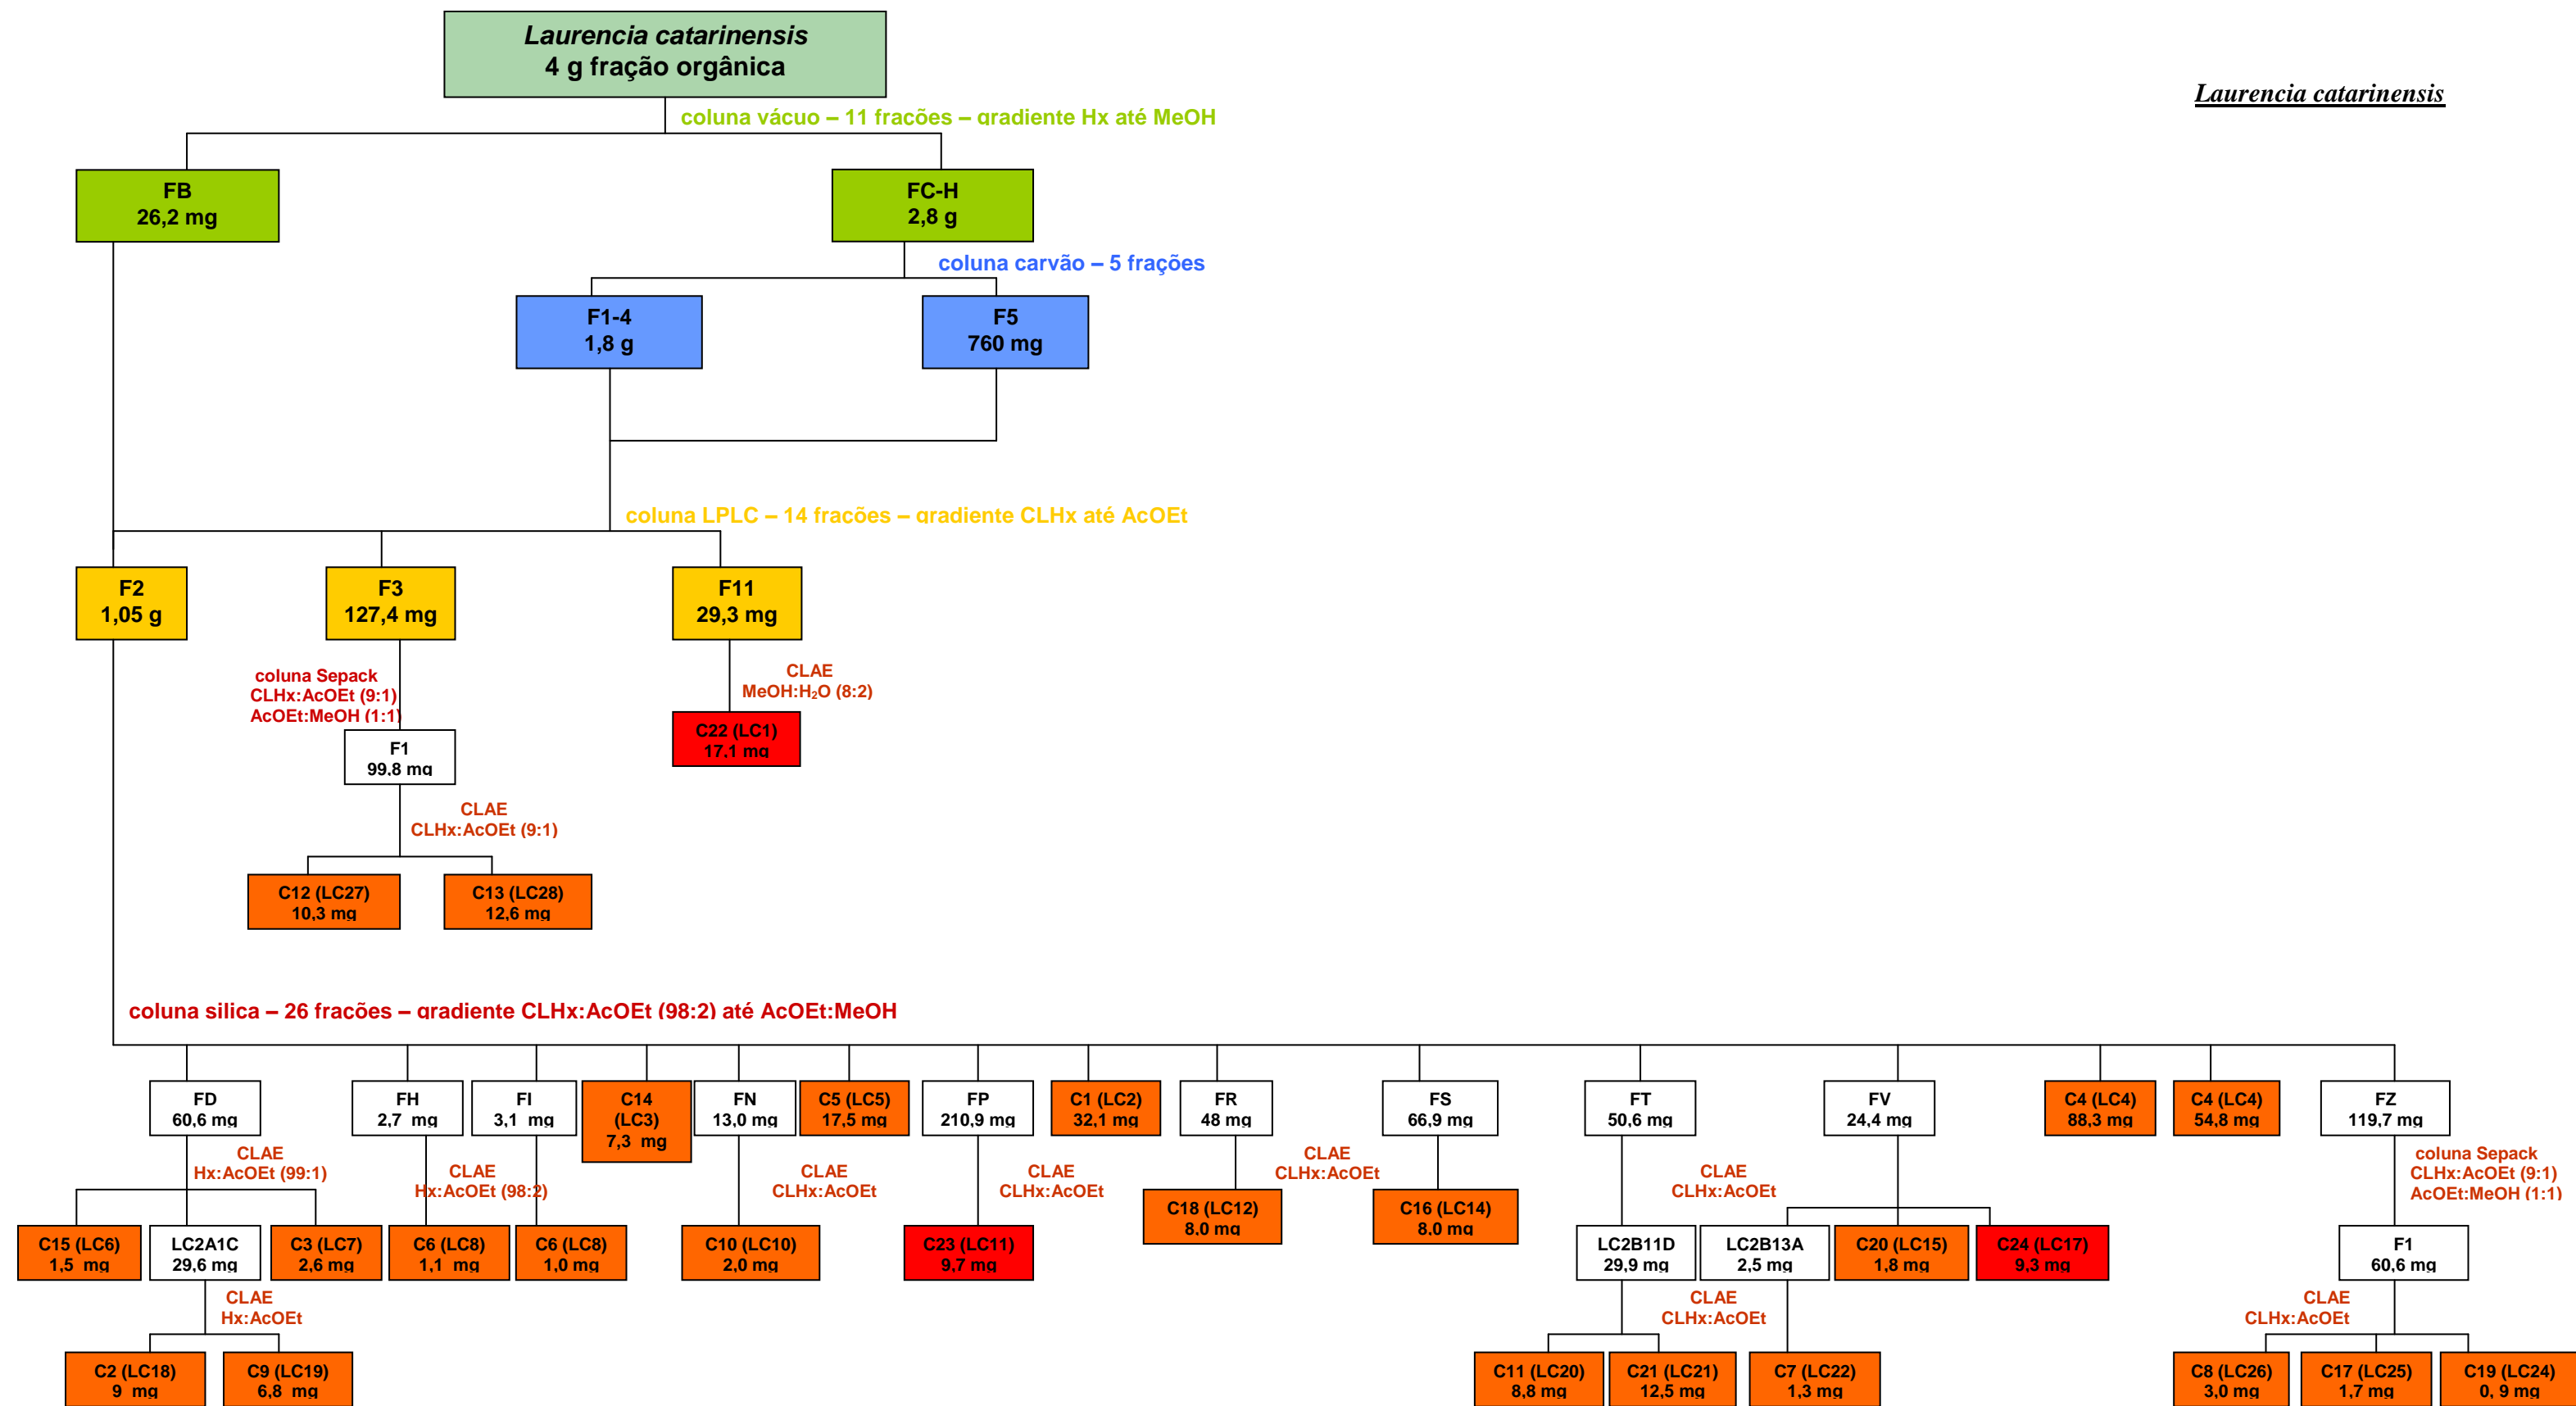 Laurencia catarinensis
4 g fração orgânica
Laurencia catarinensis
coluna vácuo – 11 frações – gradiente Hx até MeOH
FB
26,2 mg
FC-H
2,8 g
coluna carvão – 5 frações
F1-4
1,8 g
F5
760 mg
coluna LPLC – 14 frações – gradiente CLHx até AcOEt
F2
1,05 g
F3
127,4 mg
F11
29,3 mg
coluna Sepack
CLHx:AcOEt (9:1)
AcOEt:MeOH (1:1)
CLAE
MeOH:H₂O (8:2)
C22 (LC1)
17,1 mg
F1
99,8 mg
CLAE
CLHx:AcOEt (9:1)
C12 (LC27)
10,3 mg
C13 (LC28)
12,6 mg
coluna silica – 26 frações – gradiente CLHx:AcOEt (98:2) até AcOEt:MeOH
FD
60,6 mg
FH
2,7 mg
FI
3,1 mg
C14
(LC3)
7,3 mg
FN
13,0 mg
C5 (LC5)
17,5 mg
FP
210,9 mg
C1 (LC2)
32,1 mg
FR
48 mg
FS
66,9 mg
FT
50,6 mg
FV
24,4 mg
C4 (LC4)
88,3 mg
C4 (LC4)
54,8 mg
FZ
119,7 mg
CLAE
Hx:AcOEt (99:1)
CLAE
Hx:AcOEt (98:2)
CLAE
CLHx:AcOEt
CLAE
CLHx:AcOEt
CLAE
CLHx:AcOEt
CLAE
CLHx:AcOEt
coluna Sepack
CLHx:AcOEt (9:1)
AcOEt:MeOH (1:1)
C18 (LC12)
8,0 mg
C16 (LC14)
8,0 mg
C15 (LC6)
1,5 mg
LC2A1C
29,6 mg
C3 (LC7)
2,6 mg
C6 (LC8)
1,1 mg
C6 (LC8)
1,0 mg
C10 (LC10)
2,0 mg
C23 (LC11)
9,7 mg
LC2B11D
29,9 mg
LC2B13A
2,5 mg
C20 (LC15)
1,8 mg
C24 (LC17)
9,3 mg
F1
60,6 mg
CLAE
Hx:AcOEt
CLAE
CLHx:AcOEt
CLAE
CLHx:AcOEt
C2 (LC18)
9 mg
C9 (LC19)
6,8 mg
C11 (LC20)
8,8 mg
C21 (LC21)
12,5 mg
C7 (LC22)
1,3 mg
C8 (LC26)
3,0 mg
C17 (LC25)
1,7 mg
C19 (LC24)
0, 9 mg